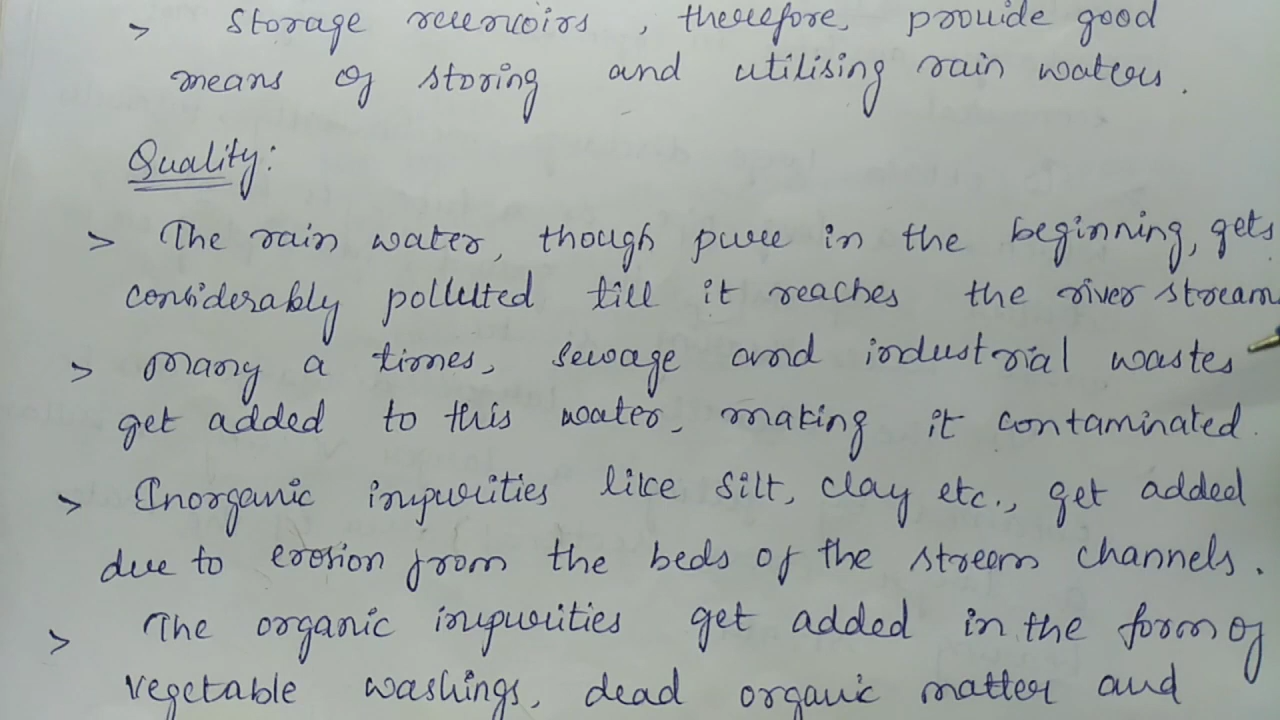 > Storage reservoirs, therefore, provide good
means of storing and utilising rain waters.
Quality:
> The rain water, though pure in the beginning, gets
considerably polluted till it reaches the river stream
> many a times, sewage and industrial wastes
get added to this water, making it contaminated.
> Inorganic impurities like silt, clay etc., get added
due to erosion from the beds of the stream channels.
> The organic impurities get added in the form of
vegetable washings, dead organic matter and